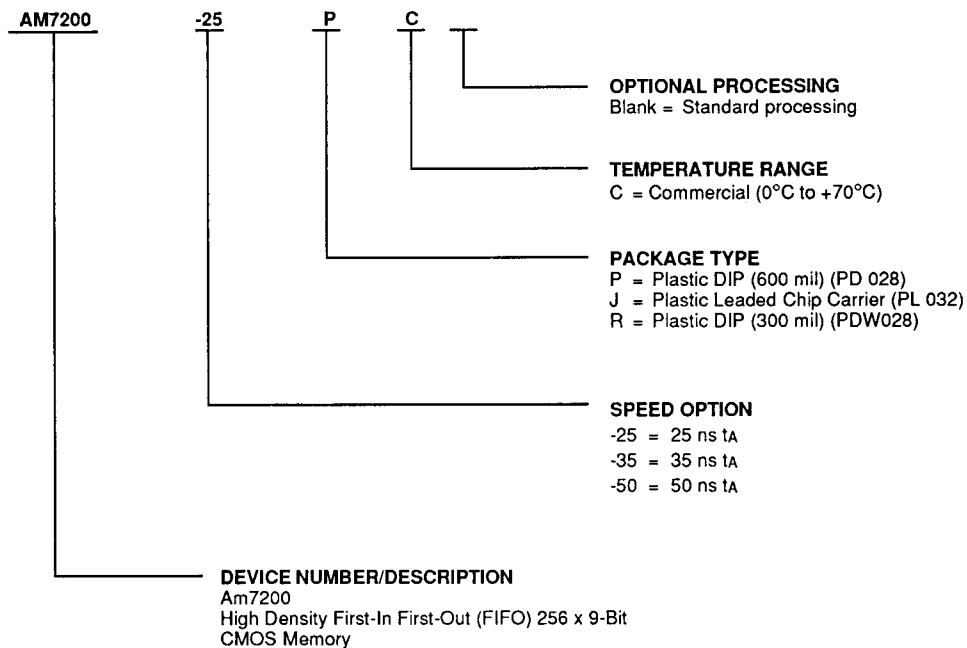 AM7200 -25 P C
OPTIONAL PROCESSING
Blank = Standard processing
TEMPERATURE RANGE
C = Commercial (0°C to +70°C)
PACKAGE TYPE
P = Plastic DIP (600 mil) (PD 028)
J = Plastic Leaded Chip Carrier (PL 032)
R = Plastic DIP (300 mil) (PDW028)
SPEED OPTION
-25 = 25 ns tA
-35 = 35 ns tA
-50 = 50 ns tA
DEVICE NUMBER/DESCRIPTION
Am7200
High Density First-In First-Out (FIFO) 256 x 9-Bit
CMOS Memory